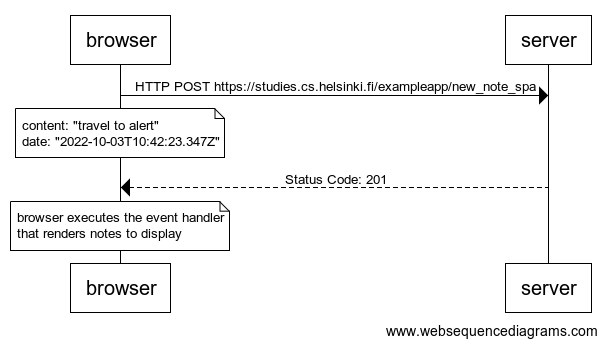 browser
server
HTTP POST https://studies.cs.helsinki.fi/exampleapp/new_note_spa
content: "travel to alert"
date: "2022-10-03T10:42:23.347Z"
Status Code: 201
browser executes the event handler
that renders notes to display
browser
server
www.websequencediagrams.com